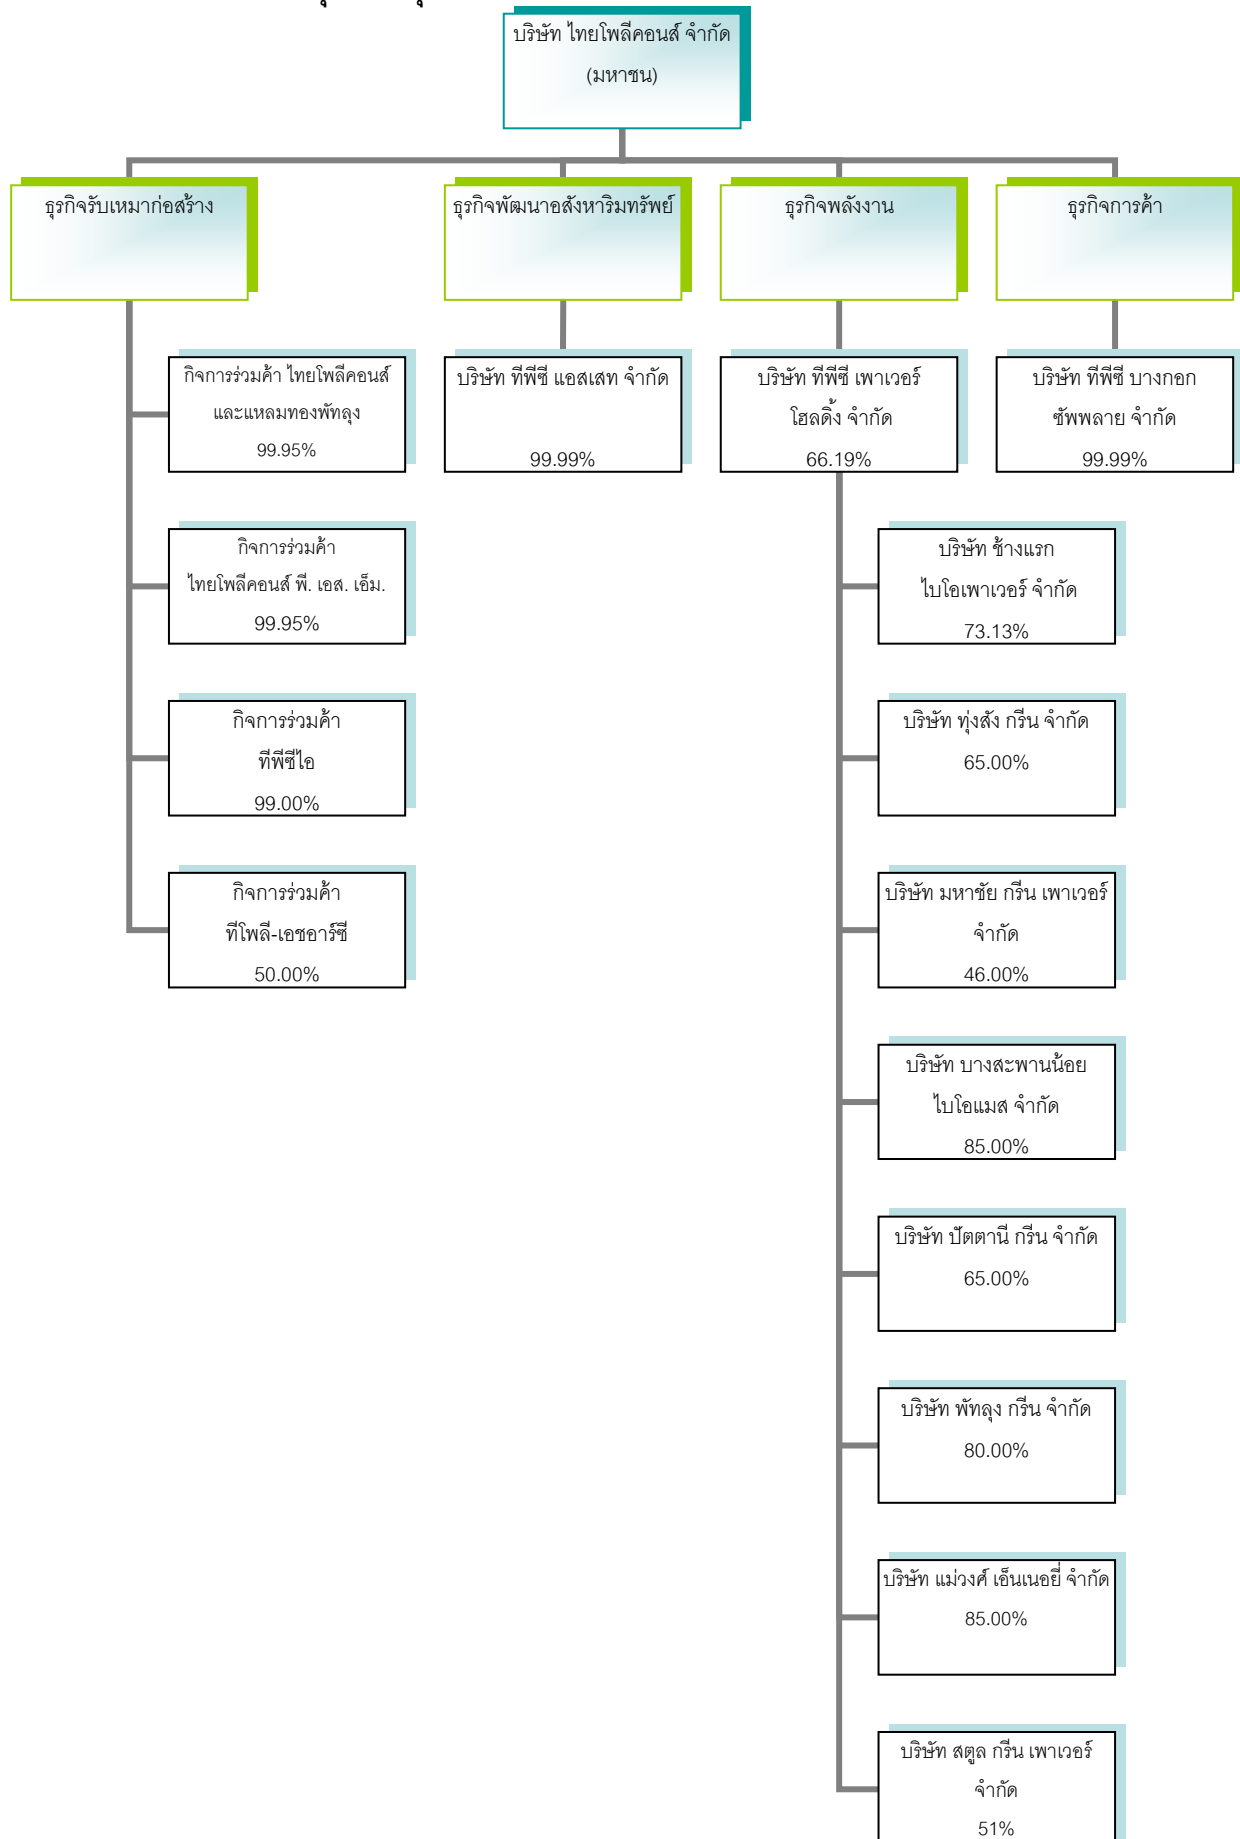 บริษัท ไทยโพลีคอนส์ จำกัด
(มหาชน)
ธุรกิจรับเหมาก่อสร้าง
ธุรกิจพัฒนาอสังหาริมทรัพย์
ธุรกิจพลังงาน
ธุรกิจการค้า
กิจการร่วมค้า ไทยโพลีคอนส์
และแหลมทองพัทลุง
99.95%
บริษัท ทีพีซี แอสเสท จำกัด
99.99%
บริษัท ทีพีซี เพาเวอร์
โฮลดิ้ง จำกัด
66.19%
บริษัท ทีพีซี บางกอก
ซัพพลาย จำกัด
99.99%
กิจการร่วมค้า
ไทยโพลีคอนส์ พี. เอส. เอ็ม.
99.95%
บริษัท ช้างแรก
ไบโอเพาเวอร์ จำกัด
73.13%
กิจการร่วมค้า
ทีพีซีไอ
99.00%
บริษัท ทุ่งสัง กรีน จำกัด
65.00%
กิจการร่วมค้า
ทีโพลี-เอชอาร์ซี
50.00%
บริษัท มหาชัย กรีน เพาเวอร์
จำกัด
46.00%
บริษัท บางสะพานน้อย
ไบโอแมส จำกัด
85.00%
บริษัท ปัตตานี กรีน จำกัด
65.00%
บริษัท พัทลุง กรีน จำกัด
80.00%
บริษัท แม่วงศ์ เอ็นเนอยี่ จำกัด
85.00%
บริษัท สตูล กรีน เพาเวอร์
จำกัด
51%